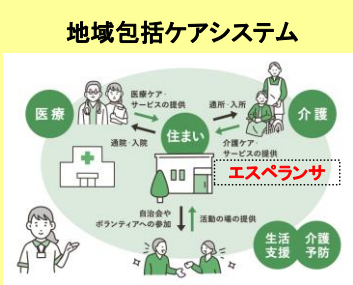 地域包括ケアシステム
医療ケア・
サービスの提供
通所・入所
医療
住まい
介護
通院・入院
介護ケア・
サービスの提供
エスペランサ
自治会や
ボランティアへの参加
活動の場の提供
生活
支援
介護
予防